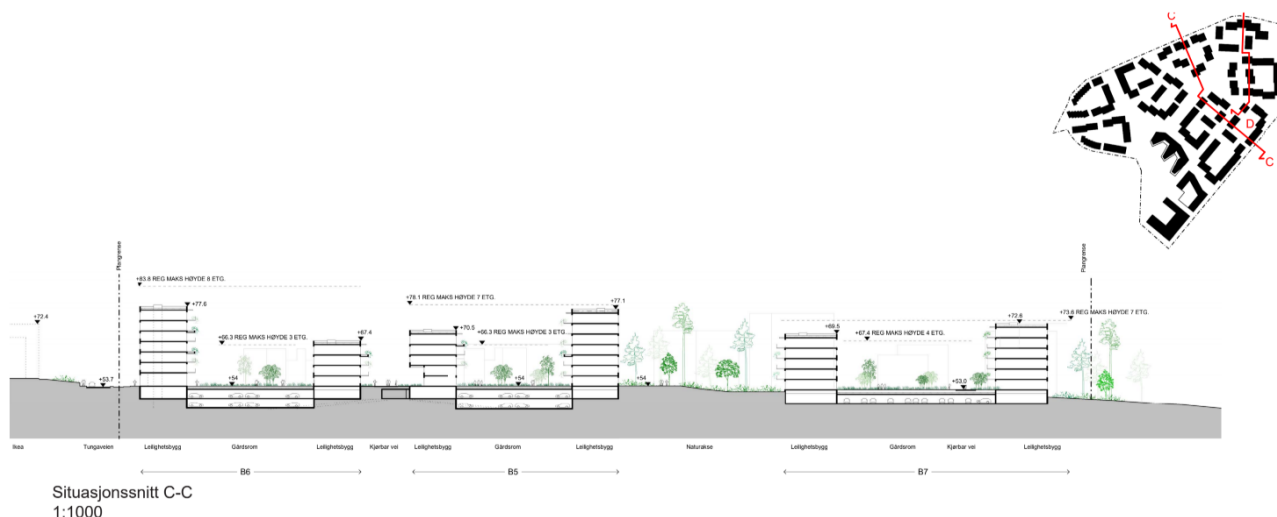 C
D
C
Plangrense
Plangrense
+83.8 REG MAKS HØYDE 8 ETG.
+77.6
+78.1 REG MAKS HØYDE 7 ETG.
+77.1
+72.4
+66.3 REG MAKS HØYDE 3 ETG.
+67.4
+70.5
+66.3 REG MAKS HØYDE 3 ETG.
+69.5
+67.4 REG MAKS HØYDE 4 ETG.
+72.6
+73.6 REG MAKS HØYDE 7 ETG.
+53.7
+54
+54
+54
+53.0
Ikea Tungaveien Leilighetsbygg Gårdsrom Leilighetsbygg Kjørbar vei Leilighetsbygg Gårdsrom Leilighetsbygg Naturakse Leilighetsbygg Gårdsrom Kjørbar vei Leilighetsbygg
B6 B5 B7
Situasjonssnitt C-C
1:1000